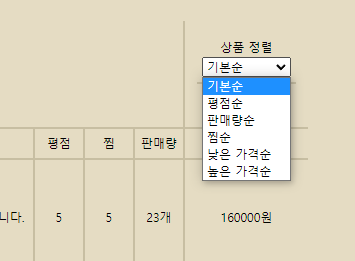 상품 정렬
기본순
기본순
평점순
판매량순
찜순
낮은 가격순
높은 가격순
평점 찜 판매량
니다. 5 5 23개 160000원